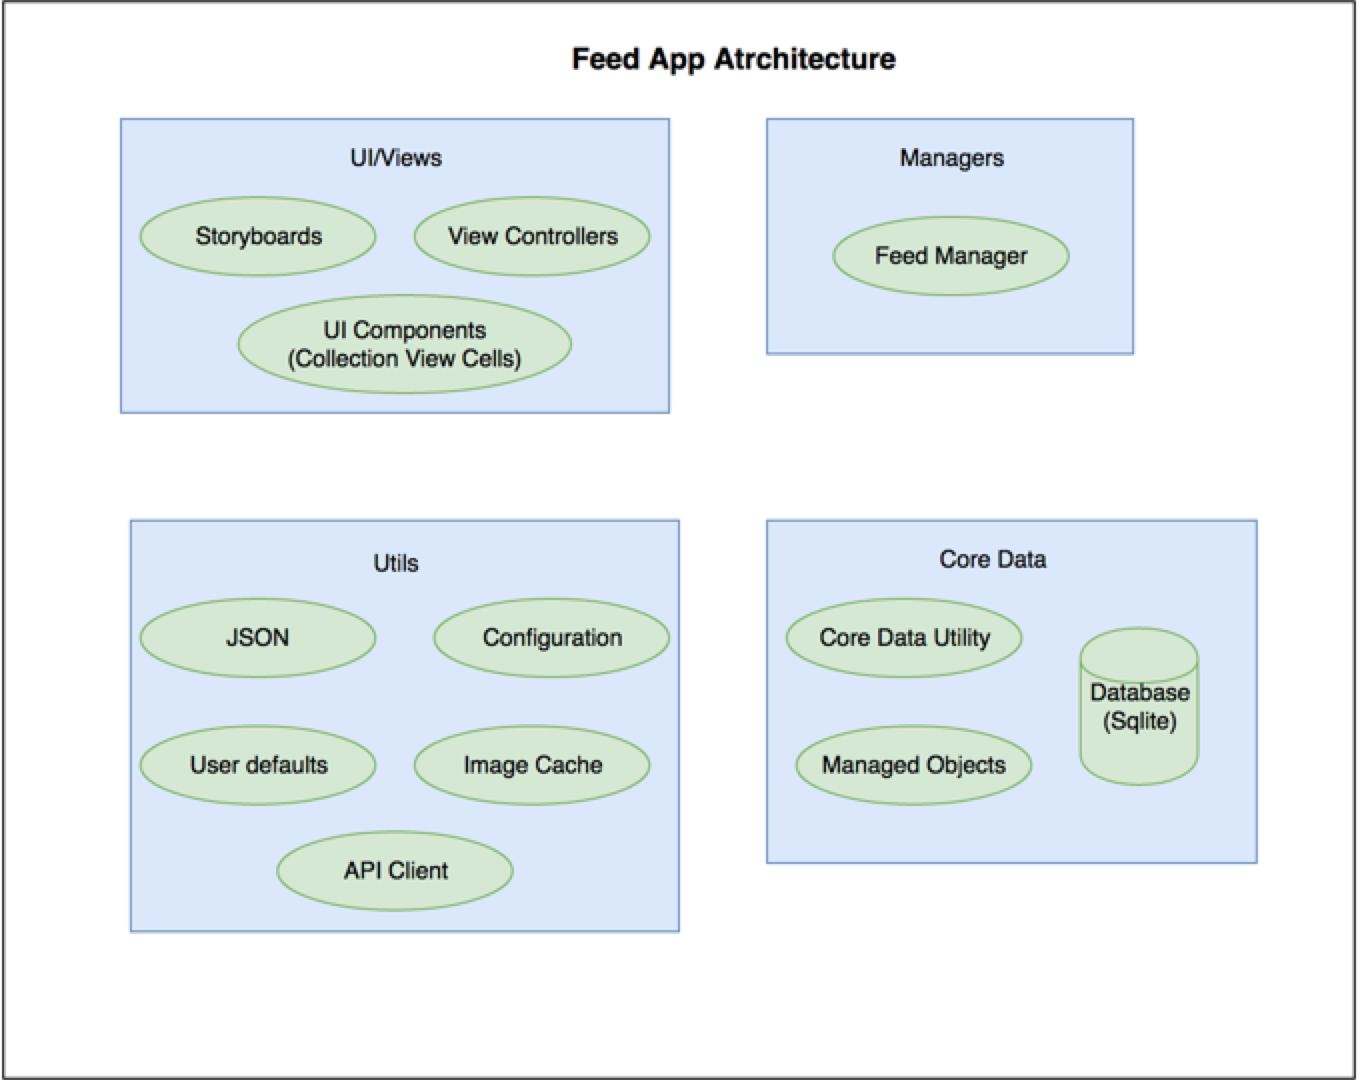 Feed App Atrchitecture
UI/Views
Storyboards
View Controllers
UI Components
(Collection View Cells)
Managers
Feed Manager
Utils
JSON
Configuration
User defaults
Image Cache
API Client
Core Data
Core Data Utility
Database
(Sqlite)
Managed Objects